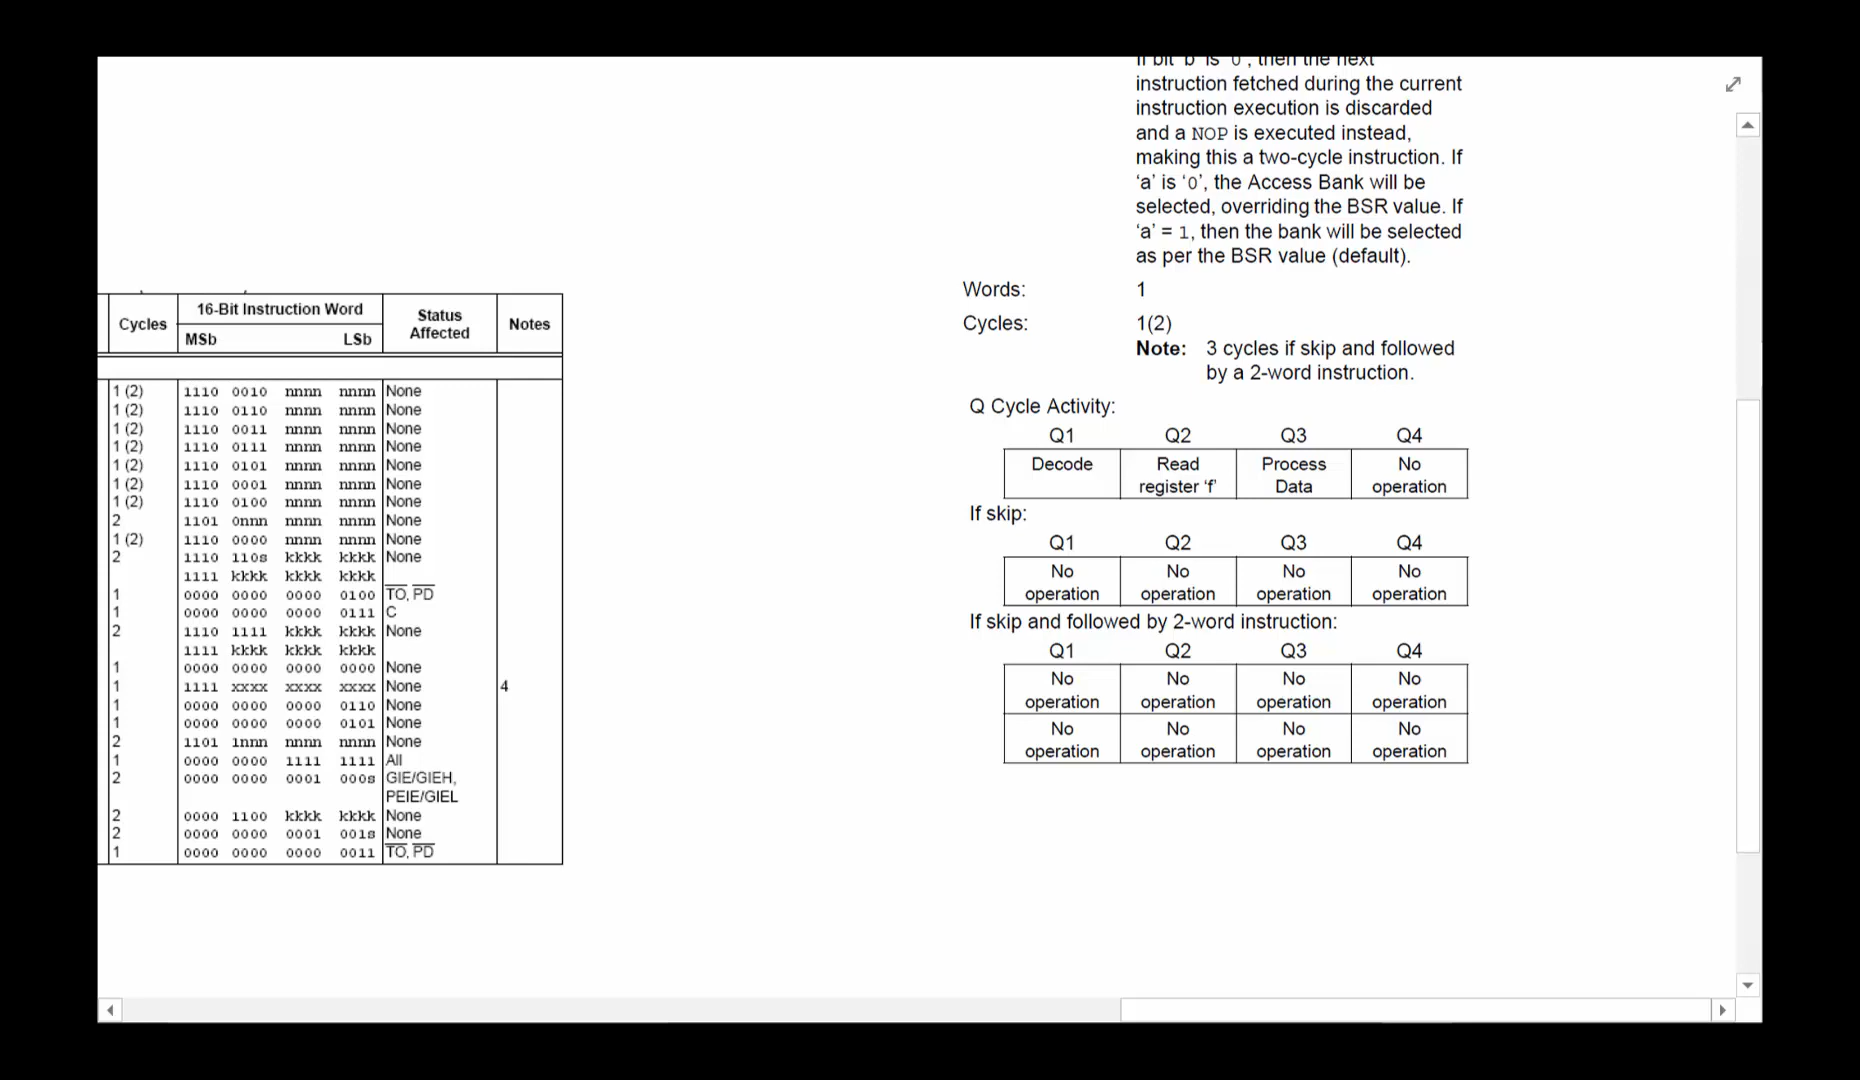 Cycles 16-Bit Instruction Word Status Affected Notes
MSb LSb
1 (2) 1110 0010 nnnn nnnn None
1 (2) 1110 0110 nnnn nnnn None
1 (2) 1110 0011 nnnn nnnn None
1 (2) 1110 0111 nnnn nnnn None
1 (2) 1110 0101 nnnn nnnn None
1 (2) 1110 0001 nnnn nnnn None
1 (2) 1110 0100 nnnn nnnn None
2 1101 0nnn nnnn nnnn None
1 (2) 1110 0000 nnnn nnnn None
2 1110 110s kkkk kkkk None
1111 kkkk kkkk kkkk
1 0000 0000 0000 0100 TO, PD
1 0000 0000 0000 0111 C
2 1110 1111 kkkk kkkk None
1111 kkkk kkkk kkkk
1 0000 0000 0000 0000 None
1 1111 xxxx xxxx xxxx None 4
1 0000 0000 0000 0110 None
1 0000 0000 0000 0101 None
2 1101 1nnn nnnn nnnn None
1 0000 0000 1111 1111 All
2 0000 0000 0001 000s GIE/GIEH,
PEIE/GIEL
2 0000 1100 kkkk kkkk None
2 0000 0000 0001 001s None
1 0000 0000 0000 0011 TO, PD
If bit 'b' is '0', then the next
instruction fetched during the current
instruction execution is discarded
and a NOP is executed instead,
making this a two-cycle instruction. If
‘a’ is ‘0’, the Access Bank will be
selected, overriding the BSR value. If
‘a’ = 1, then the bank will be selected
as per the BSR value (default).
Words: 1
Cycles: 1(2)
Note: 3 cycles if skip and followed
by a 2-word instruction.
Q Cycle Activity:
Q1 Q2 Q3 Q4
Decode Read Process No
register ‘f’ Data operation
If skip:
Q1 Q2 Q3 Q4
No No No No
operation operation operation operation
If skip and followed by 2-word instruction:
Q1 Q2 Q3 Q4
No No No No
operation operation operation operation
No No No No
operation operation operation operation